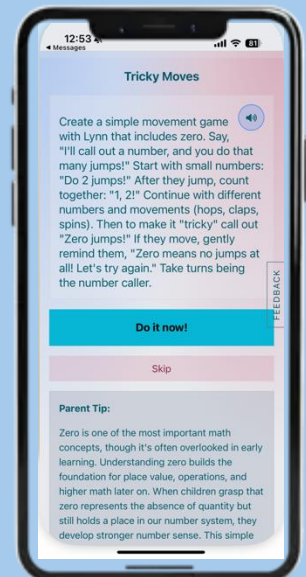 12:53
81
◄ Messages
Tricky Moves
Create a simple movement game
with Lynn that includes zero. Say,
"I'll call out a number, and you do that
many jumps!" Start with small numbers:
"Do 2 jumps!" After they jump, count
together: "1, 2!" Continue with different
numbers and movements (hops, claps,
spins). Then to make it "tricky" call out
"Zero jumps!" If they move, gently
remind them, "Zero means no jumps at
all! Let's try again." Take turns being
the number caller.
FEEDBACK
Do it now!
Skip
Parent Tip:
Zero is one of the most important math
concepts, though it's often overlooked in early
learning. Understanding zero builds the
foundation for place value, operations, and
higher math later on. When children grasp that
zero represents the absence of quantity but
still holds a place in our number system, they
develop stronger number sense. This simple